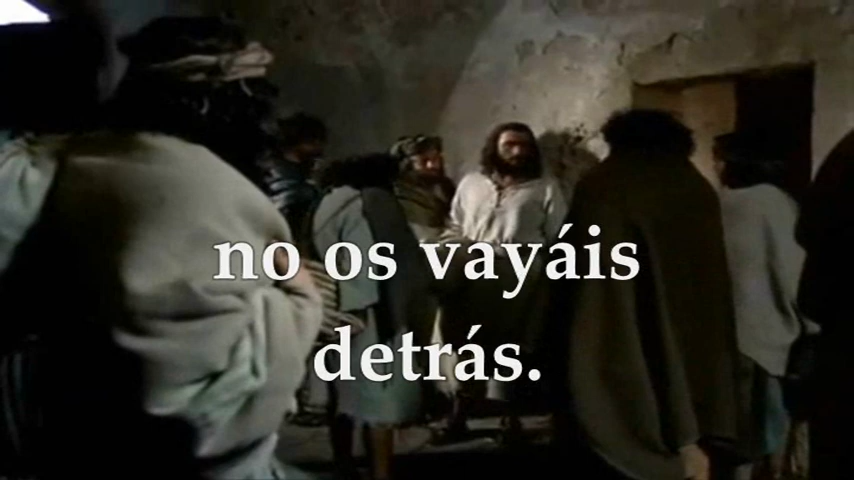 no os vayáis
detrás.